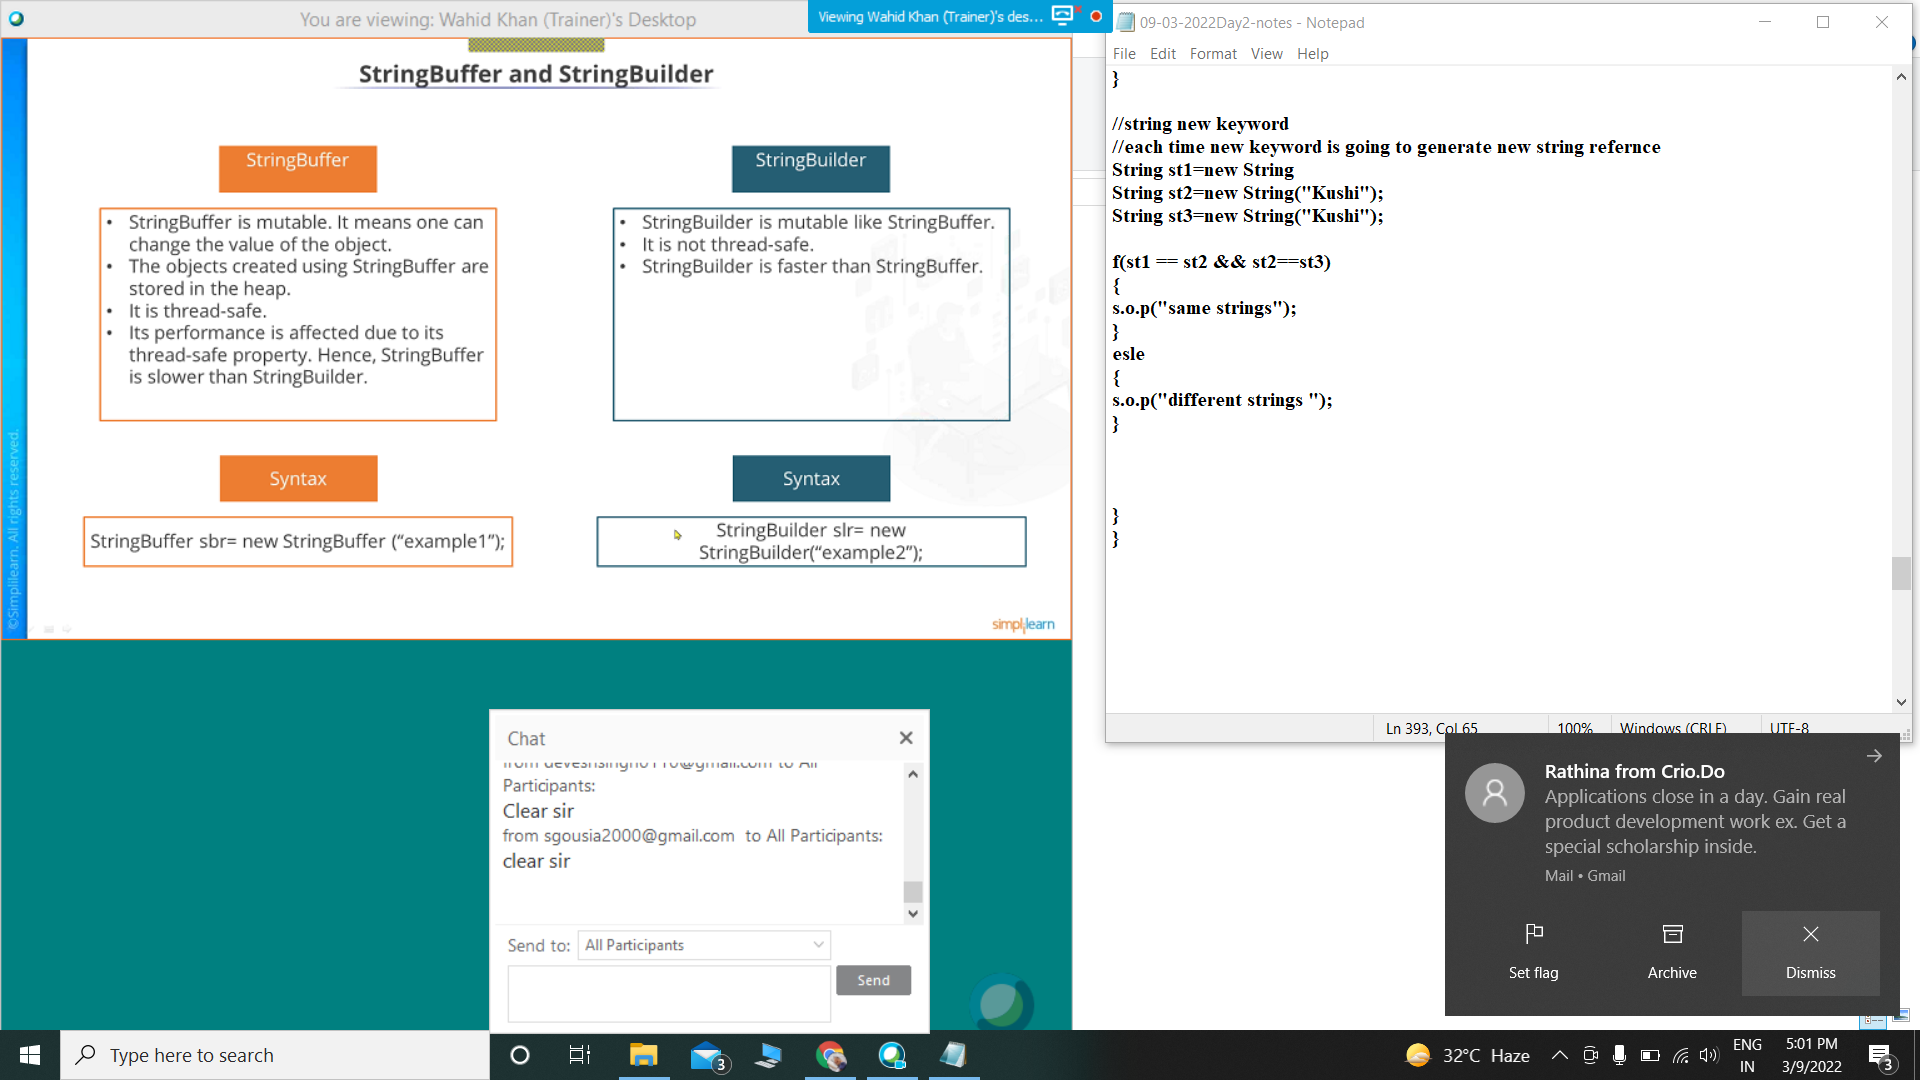 You are viewing: Wahid Khan (Trainer)'s Desktop
Viewing Wahid Khan (Trainer)'s des...
StringBuffer and StringBuilder
StringBuffer
• StringBuffer is mutable. It means one can
change the value of the object.
• The objects created using StringBuffer are
stored in the heap.
• It is thread-safe.
• Its performance is affected due to its
thread-safe property. Hence, StringBuffer
is slower than StringBuilder.
Syntax
StringBuffer sbr= new StringBuffer (“example1”);
StringBuilder
• StringBuilder is mutable like StringBuffer.
• It is not thread-safe.
• StringBuilder is faster than StringBuffer.
Syntax
StringBuilder slr= new
StringBuilder(“example2”);
©Simplilearn. All rights reserved.
simplilearn
09-03-2022Day2-notes - Notepad
File Edit Format View Help
}
//string new keyword
//each time new keyword is going to generate new string refernce
String st1=new String
String st2=new String("Kushi");
String st3=new String("Kushi");
f(st1 == st2 && st2==st3)
{
s.o.p("same strings");
}
esle
{
s.o.p("different strings ");
}
}
}
Ln 393, Col 65 100% Windows (CRLF) UTF-8
Chat
Participants:
Clear sir
from sgousia2000@gmail.com to All Participants:
clear sir
Send to: All Participants
Send
Rathina from Crio.Do
Applications close in a day. Gain real
product development work ex. Get a
special scholarship inside.
Mail • Gmail
Set flag Archive Dismiss
Type here to search
3
32°C Haze
ENG
IN
5:01 PM
3/9/2022
3